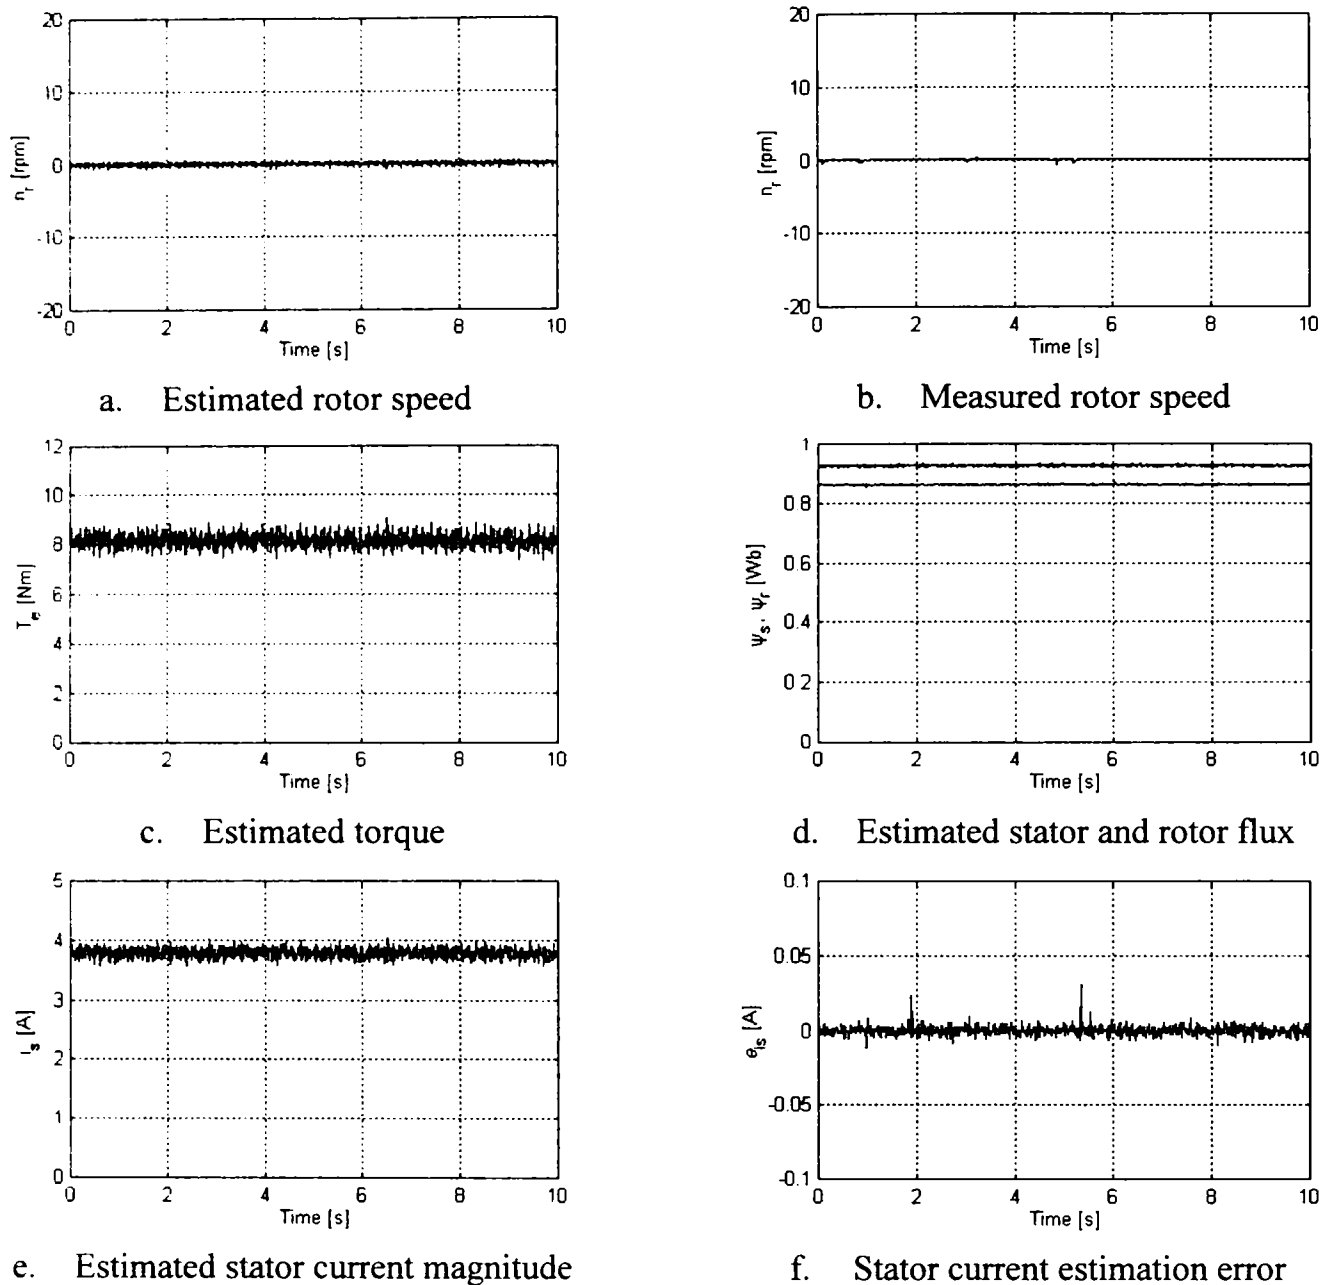 20
10
0
-10
-20
n_r [rpm]
0 2 4 6 8 10
Time [s]
a. Estimated rotor speed
20
10
0
-10
-20
n_r [rpm]
0 2 4 6 8 10
Time [s]
b. Measured rotor speed
12
10
8
6
4
2
0
T_e [Nm]
0 2 4 6 8 10
Time [s]
c. Estimated torque
1
0.8
0.6
0.4
0.2
0
Ψ_s, Ψ_r [Wb]
0 2 4 6 8 10
Time [s]
d. Estimated stator and rotor flux
5
4
3
2
1
0
I_s [A]
0 2 4 6 8 10
Time [s]
e. Estimated stator current magnitude
0.1
0.05
0
-0.05
-0.1
e_is [A]
0 2 4 6 8 10
Time [s]
f. Stator current estimation error